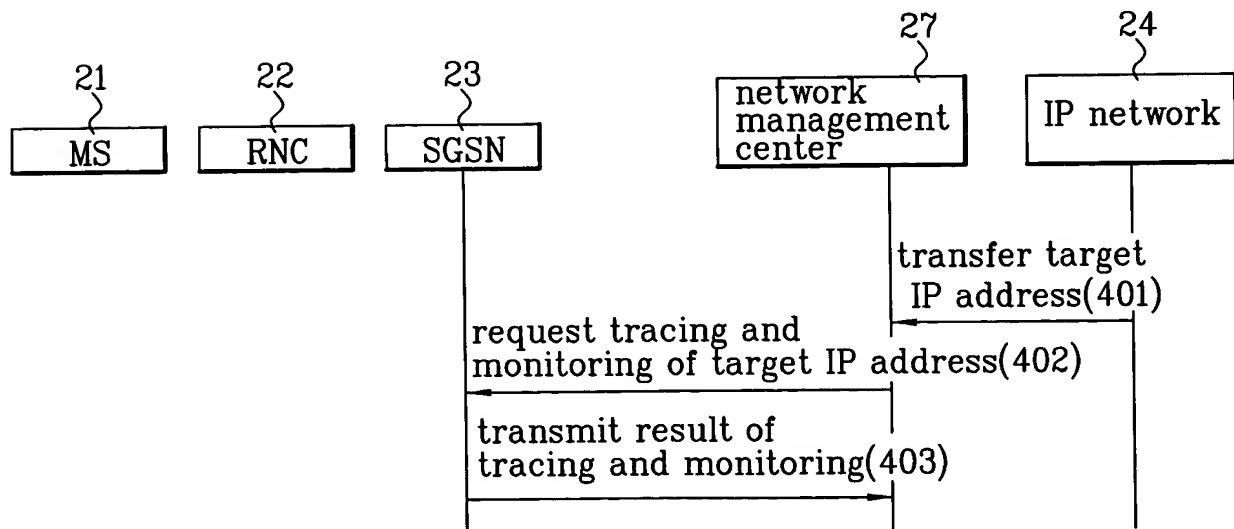 21
22
23
27
24
MS
RNC
SGSN
network
management
center
IP network
transfer target
IP address(401)
request tracing and
monitoring of target IP address(402)
transmit result of
tracing and monitoring(403)